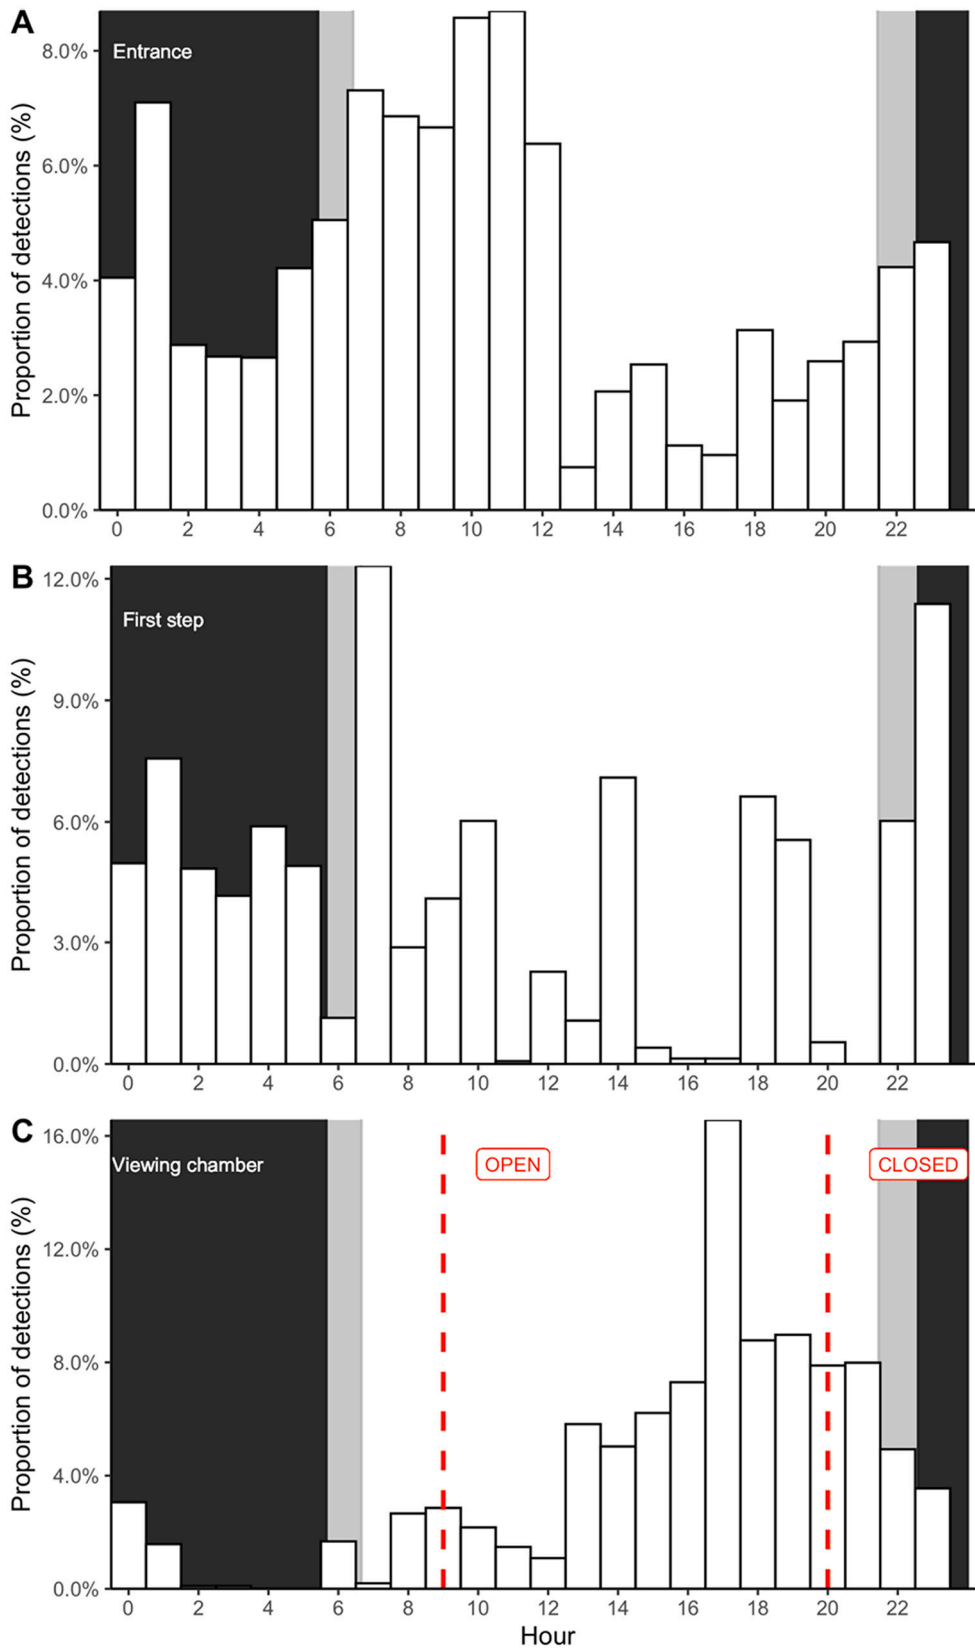 A
Entrance
Proportion of detections (%)
8.0%
6.0%
4.0%
2.0%
0.0%
0 2 4 6 8 10 12 14 16 18 20 22
B
First step
Proportion of detections (%)
12.0%
9.0%
6.0%
3.0%
0.0%
0 2 4 6 8 10 12 14 16 18 20 22
C
Viewing chamber
OPEN
CLOSED
Proportion of detections (%)
16.0%
12.0%
8.0%
4.0%
0.0%
0 2 4 6 8 10 12 14 16 18 20 22
Hour